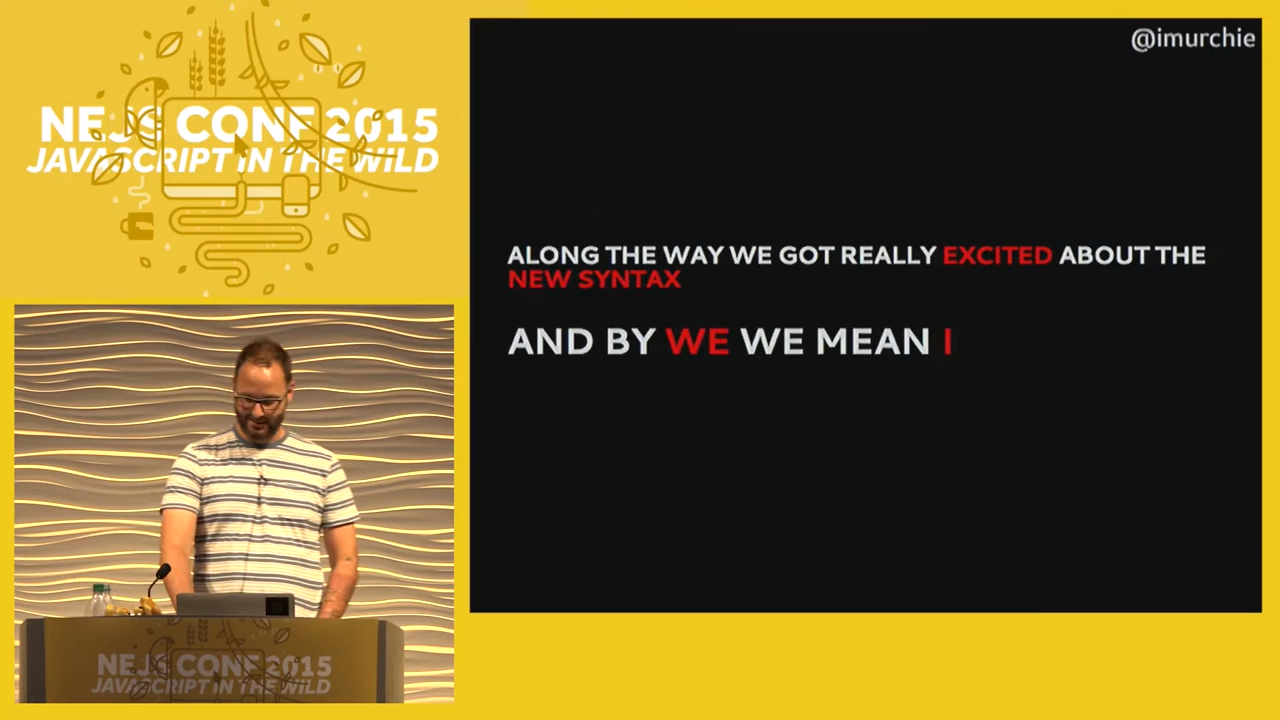 NEJS CONF 2015
JAVASCRIPT IN THE WILD
@imurchie
ALONG THE WAY WE GOT REALLY EXCITED ABOUT THE
NEW SYNTAX
AND BY WE WE MEAN I
NEJS CONF 2015
JAVASCRIPT IN THE WILD